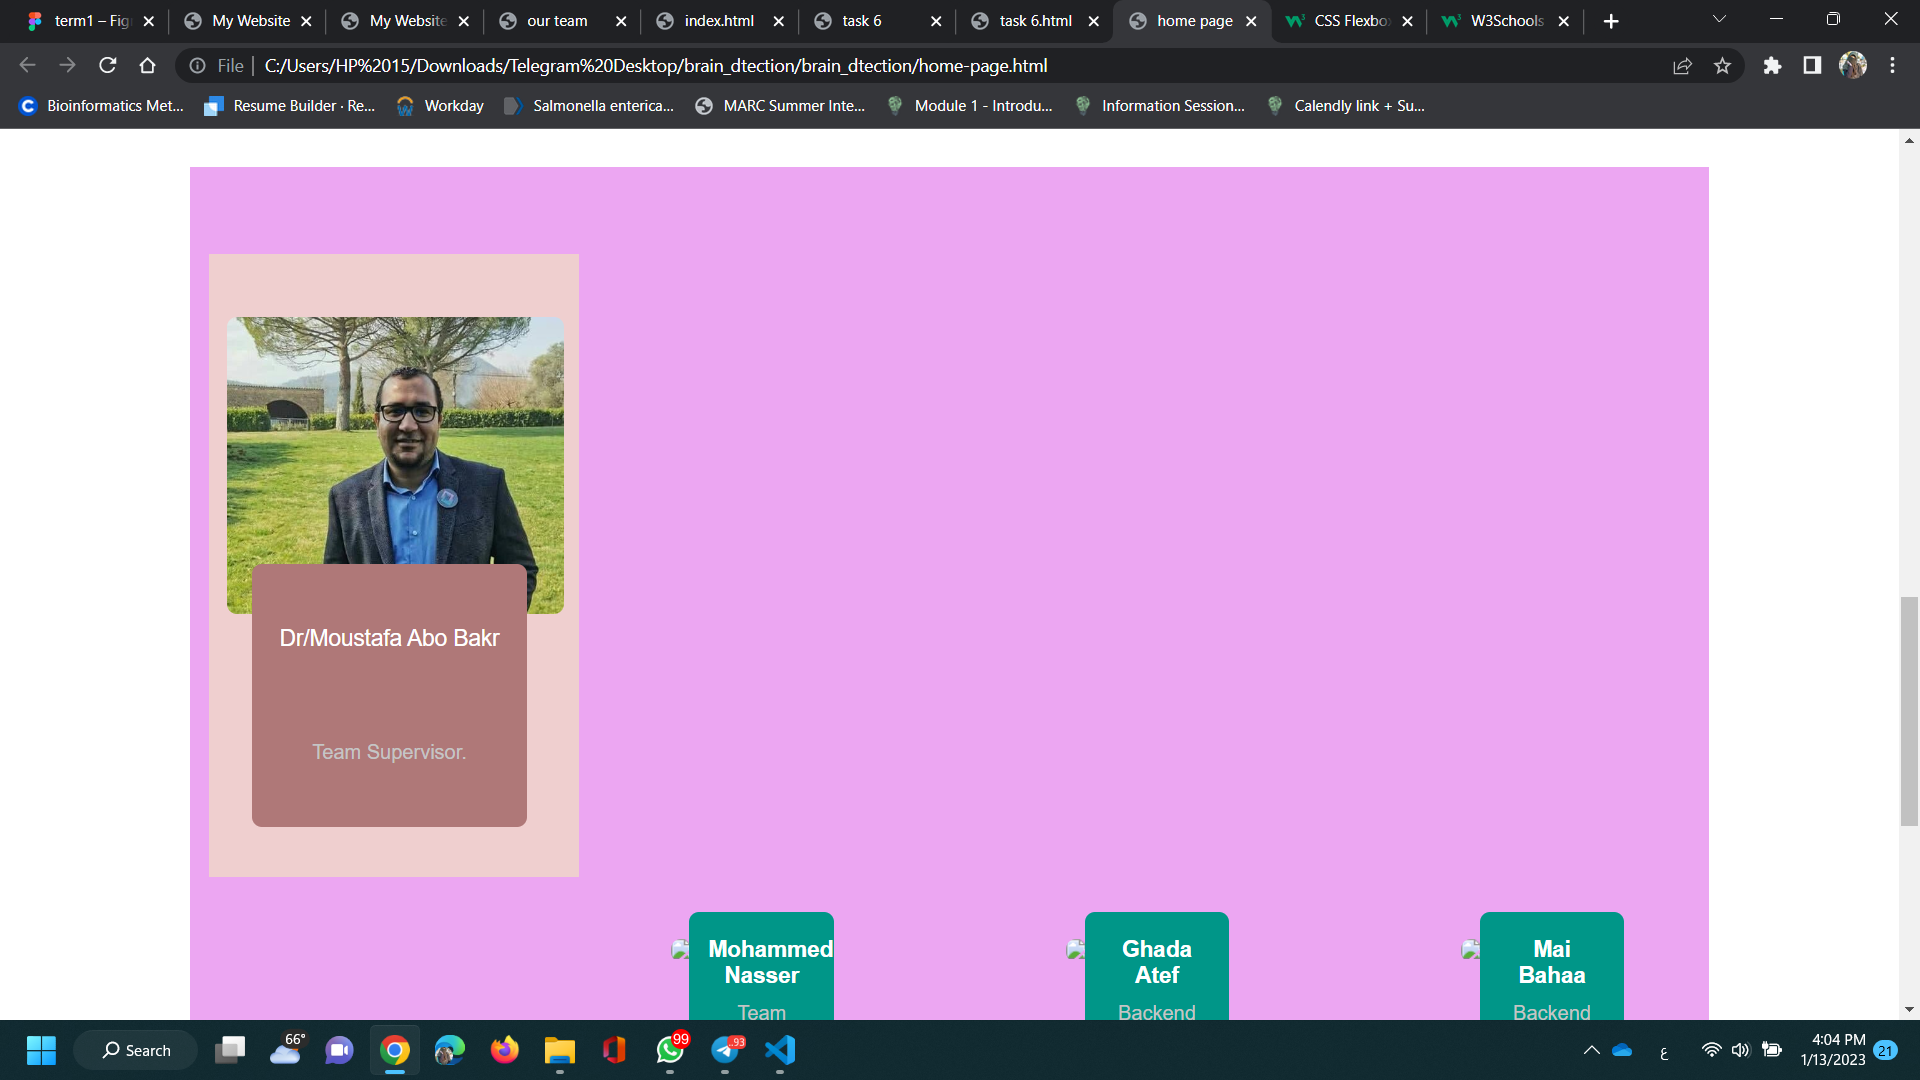 term1 – Fig
My Website
My Website
our team
index.html
task 6
task 6.html
home page
CSS Flexbo
W3Schools
File
C:/Users/HP%2015/Downloads/Telegram%20Desktop/brain_dtection/brain_dtection/home-page.html
Bioinformatics Met...
Resume Builder · Re...
Workday
Salmonella enterica...
MARC Summer Inte...
Module 1 - Introdu...
Information Session...
Calendly link + Su...
Dr/Moustafa Abo Bakr
Team Supervisor.
Mohammed
Nasser
Team
Ghada
Atef
Backend
Mai
Bahaa
Backend
Search
66°
99
..93
ع
4:04 PM
1/13/2023
21